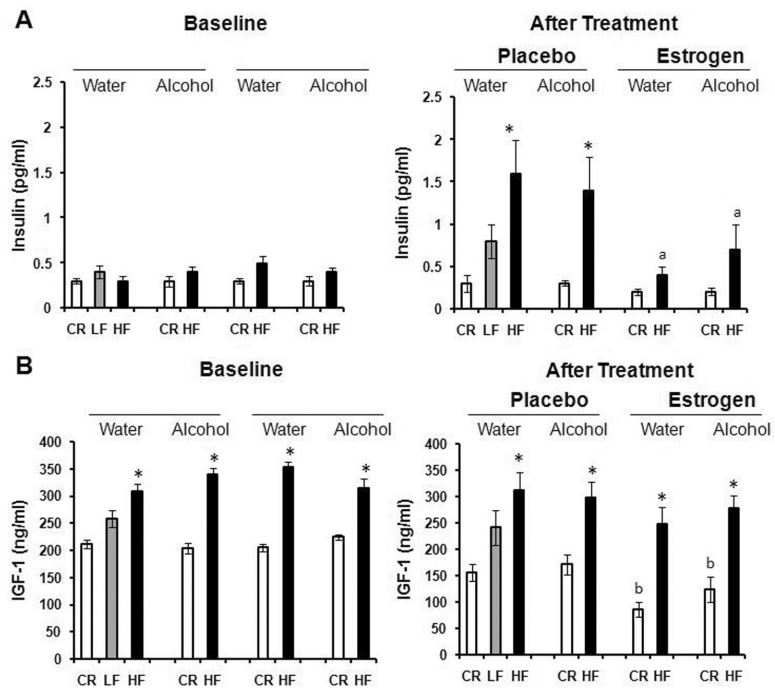 A
Baseline
Water Alcohol Water Alcohol
Insulin (pg/ml)
2.5
2
1.5
1
0.5
0
CR LF HF CR HF CR HF CR HF
After Treatment
Placebo Estrogen
Water Alcohol Water Alcohol
Insulin (pg/ml)
2.5
2
1.5
1
0.5
0
* * a a
CR LF HF CR HF CR HF CR HF
B
Baseline
Water Alcohol Water Alcohol
IGF-1 (ng/ml)
400
350
300
250
200
150
100
50
0
* * * *
CR LF HF CR HF CR HF CR HF
After Treatment
Placebo Estrogen
Water Alcohol Water Alcohol
IGF-1 (ng/ml)
400
350
300
250
200
150
100
50
0
* * b * b *
CR LF HF CR HF CR HF CR HF